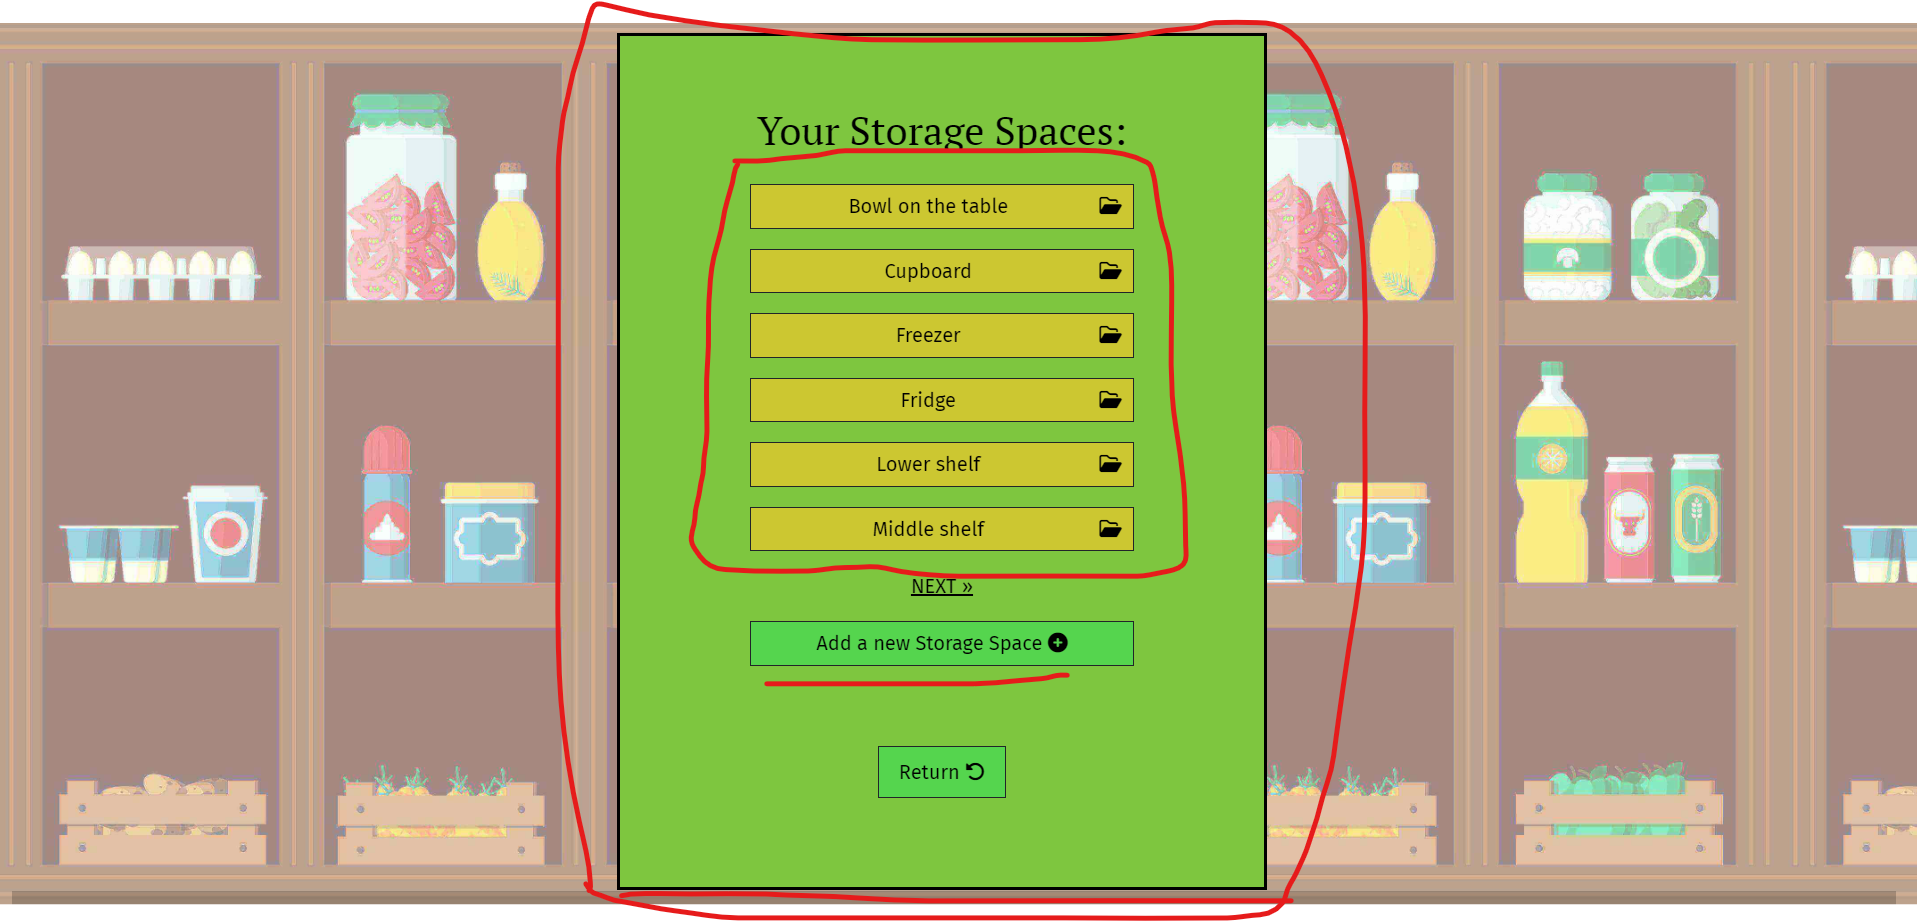 Your Storage Spaces:
Bowl on the table
Cupboard
Freezer
Fridge
Lower shelf
Middle shelf
NEXT »
Add a new Storage Space
Return